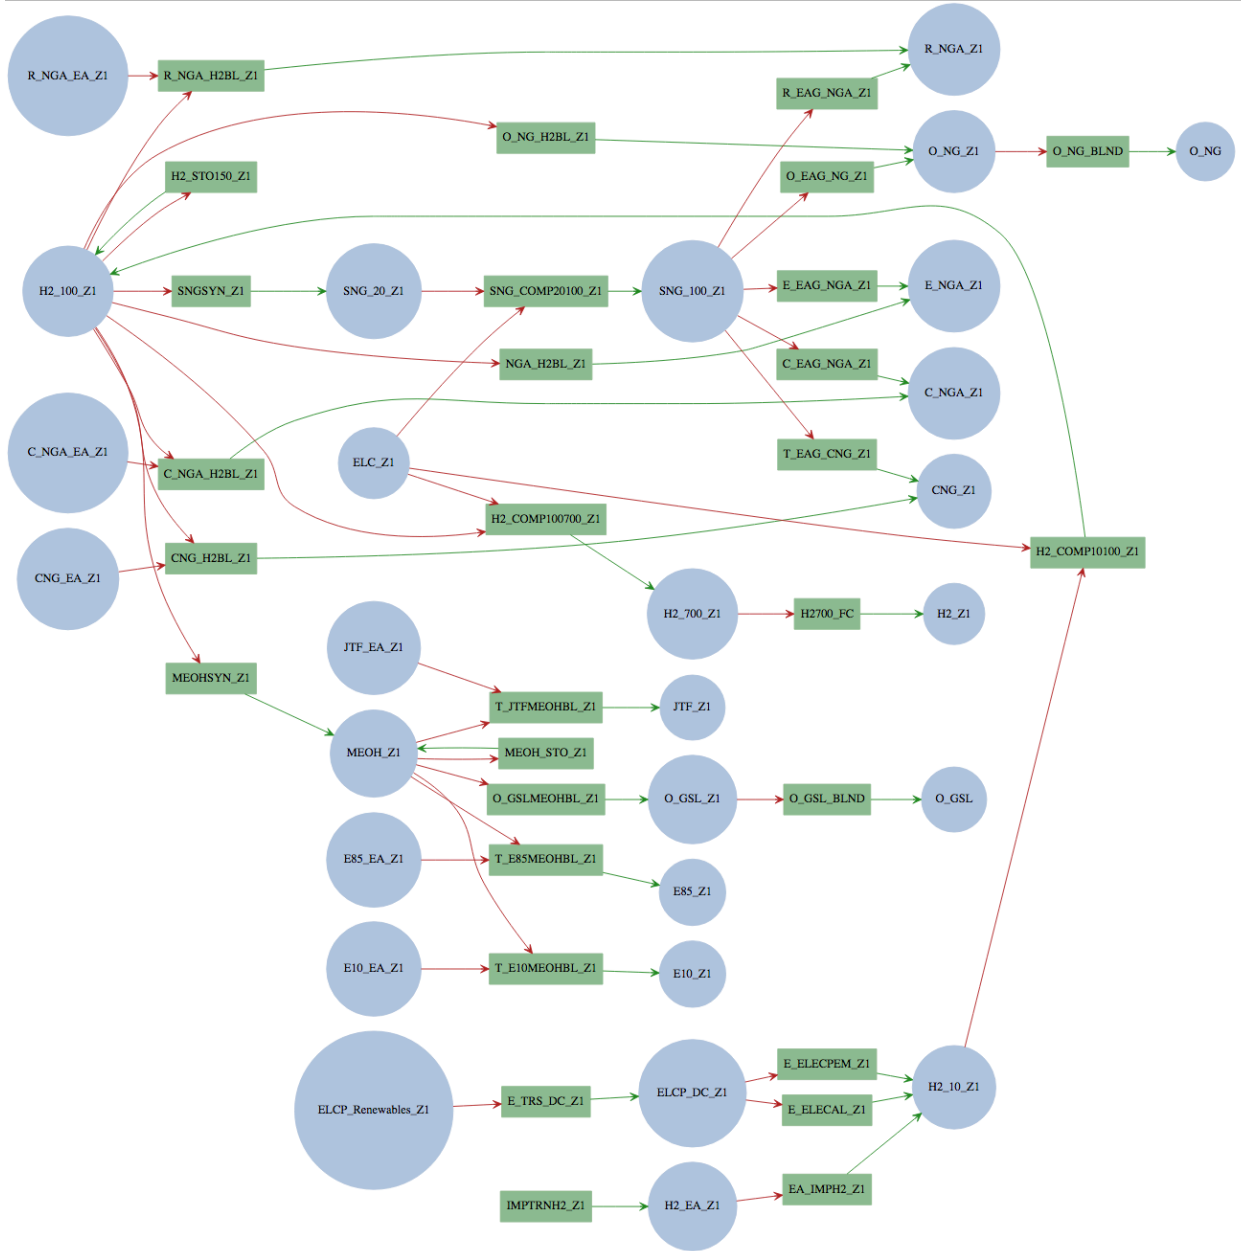 R_NGA_Z1
R_NGA_EA_Z1
R_NGA_H2BL_Z1
R_EAG_NGA_Z1
O_NG_H2BL_Z1
O_NG_Z1
O_NG_BLND
O_NG
H2_STO150_Z1
O_EAG_NG_Z1
H2_100_Z1
SNGSYN_Z1
SNG_20_Z1
SNG_COMP20100_Z1
SNG_100_Z1
E_EAG_NGA_Z1
E_NGA_Z1
NGA_H2BL_Z1
C_EAG_NGA_Z1
C_NGA_Z1
C_NGA_EA_Z1
C_NGA_H2BL_Z1
ELC_Z1
T_EAG_CNG_Z1
CNG_Z1
H2_COMP100700_Z1
CNG_EA_Z1
CNG_H2BL_Z1
H2_COMP10100_Z1
H2_700_Z1
H2700_FC
H2_Z1
JTF_EA_Z1
MEOHSYN_Z1
T_JTFMEOHBL_Z1
JTF_Z1
MEOH_Z1
MEOH_STO_Z1
O_GSLMEOHBL_Z1
O_GSL_Z1
O_GSL_BLND
O_GSL
E85_EA_Z1
T_E85MEOHBL_Z1
E85_Z1
E10_EA_Z1
T_E10MEOHBL_Z1
E10_Z1
E_ELECPEM_Z1
ELCP_Renewables_Z1
E_TRS_DC_Z1
ELCP_DC_Z1
E_ELECAL_Z1
H2_10_Z1
EA_IMPH2_Z1
IMPTRNH2_Z1
H2_EA_Z1